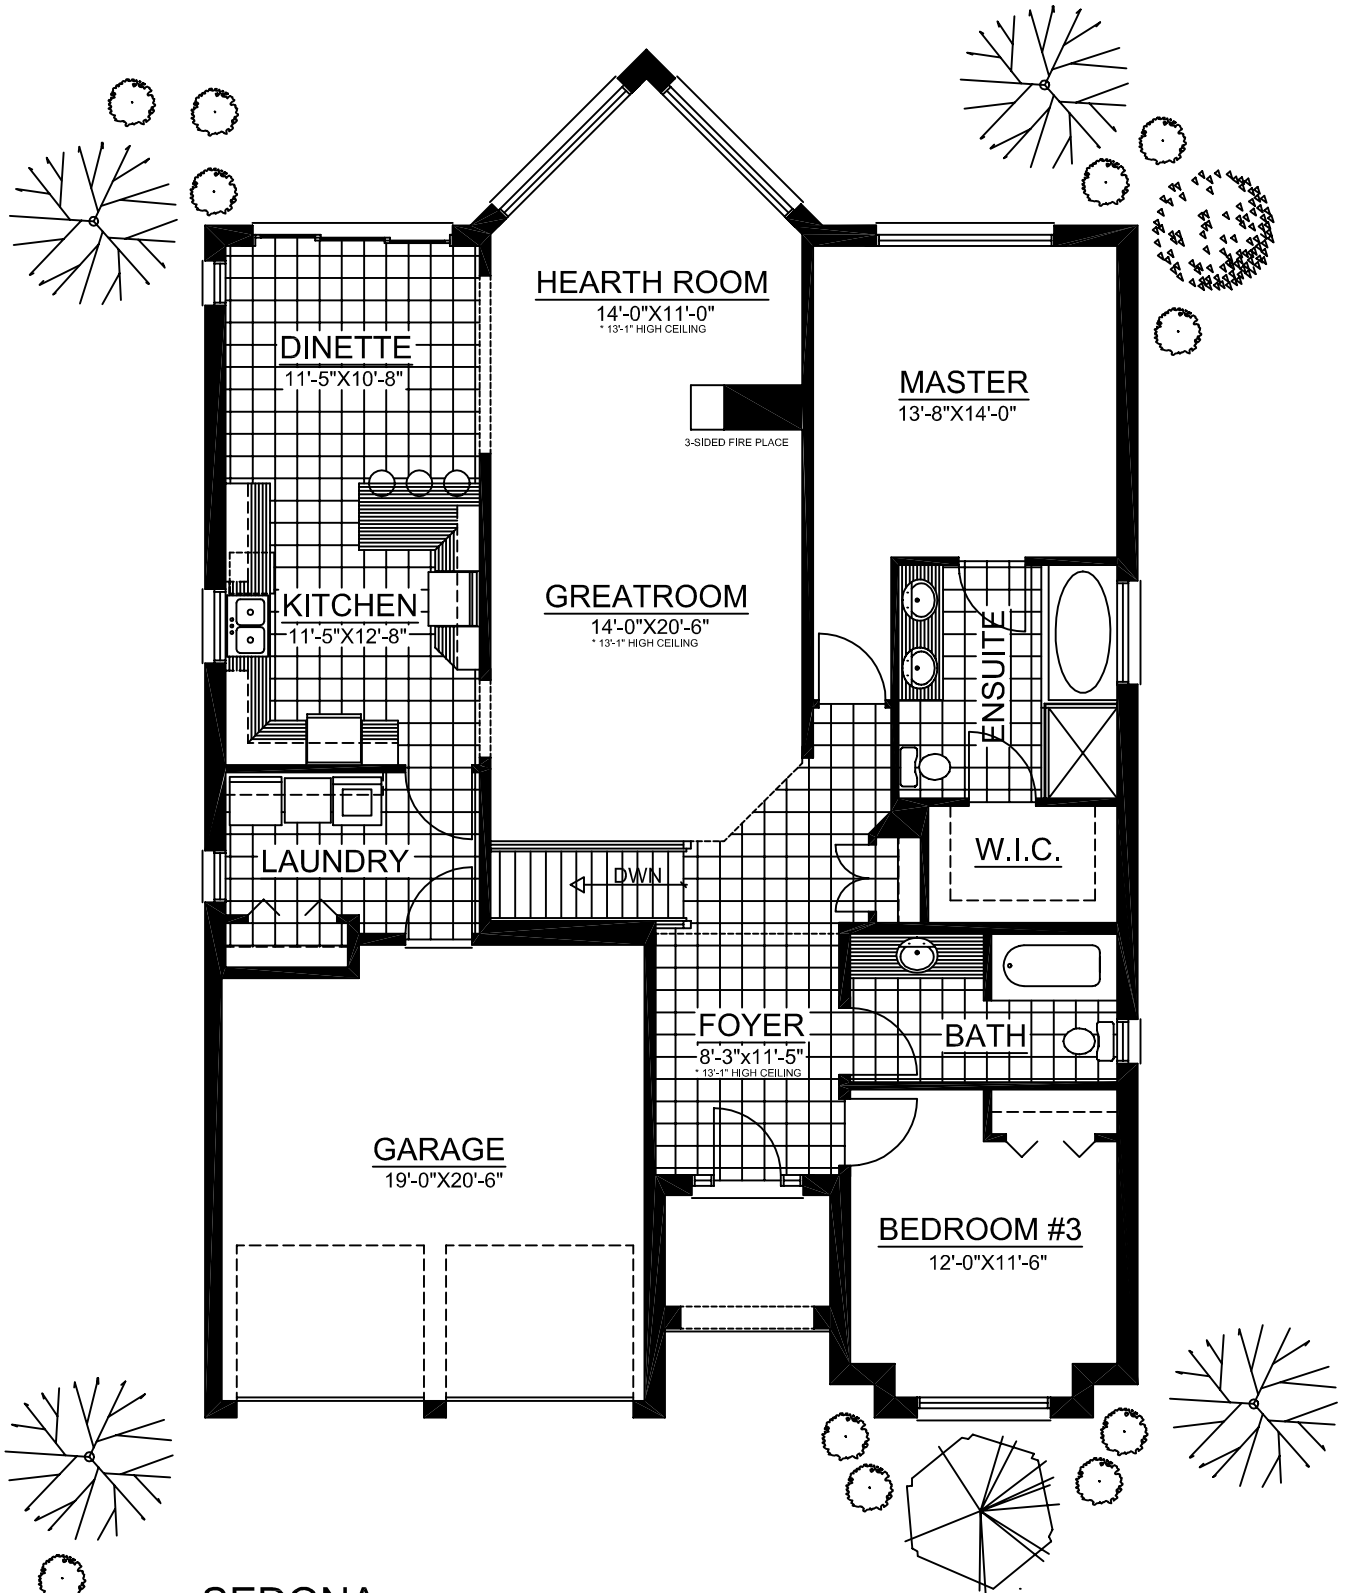 HEARTH ROOM
14'-0"X11'-0"
* 13'-1" HIGH CEILING
DINETTE
11'-5"X10'-8"
MASTER
13'-8"X14'-0"
3-SIDED FIRE PLACE
KITCHEN
11'-5"X12'-8"
GREATROOM
14'-0"X20'-6"
* 13'-1" HIGH CEILING
ENSUITE
LAUNDRY
DWN
W.I.C.
FOYER
8'-3"x11'-5"
* 13'-1" HIGH CEILING
BATH
GARAGE
19'-0"X20'-6"
BEDROOM #3
12'-0"X11'-6"
SEDONA